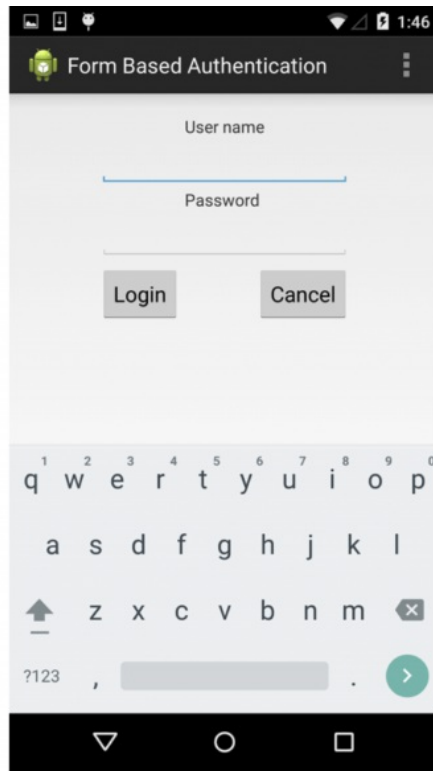 1:46
Form Based Authentication
User name
Password
Login Cancel
1 2 3 4 5 6 7 8 9 0
q w e r t y u i o p
a s d f g h j k l
z x c v b n m
?123 , .